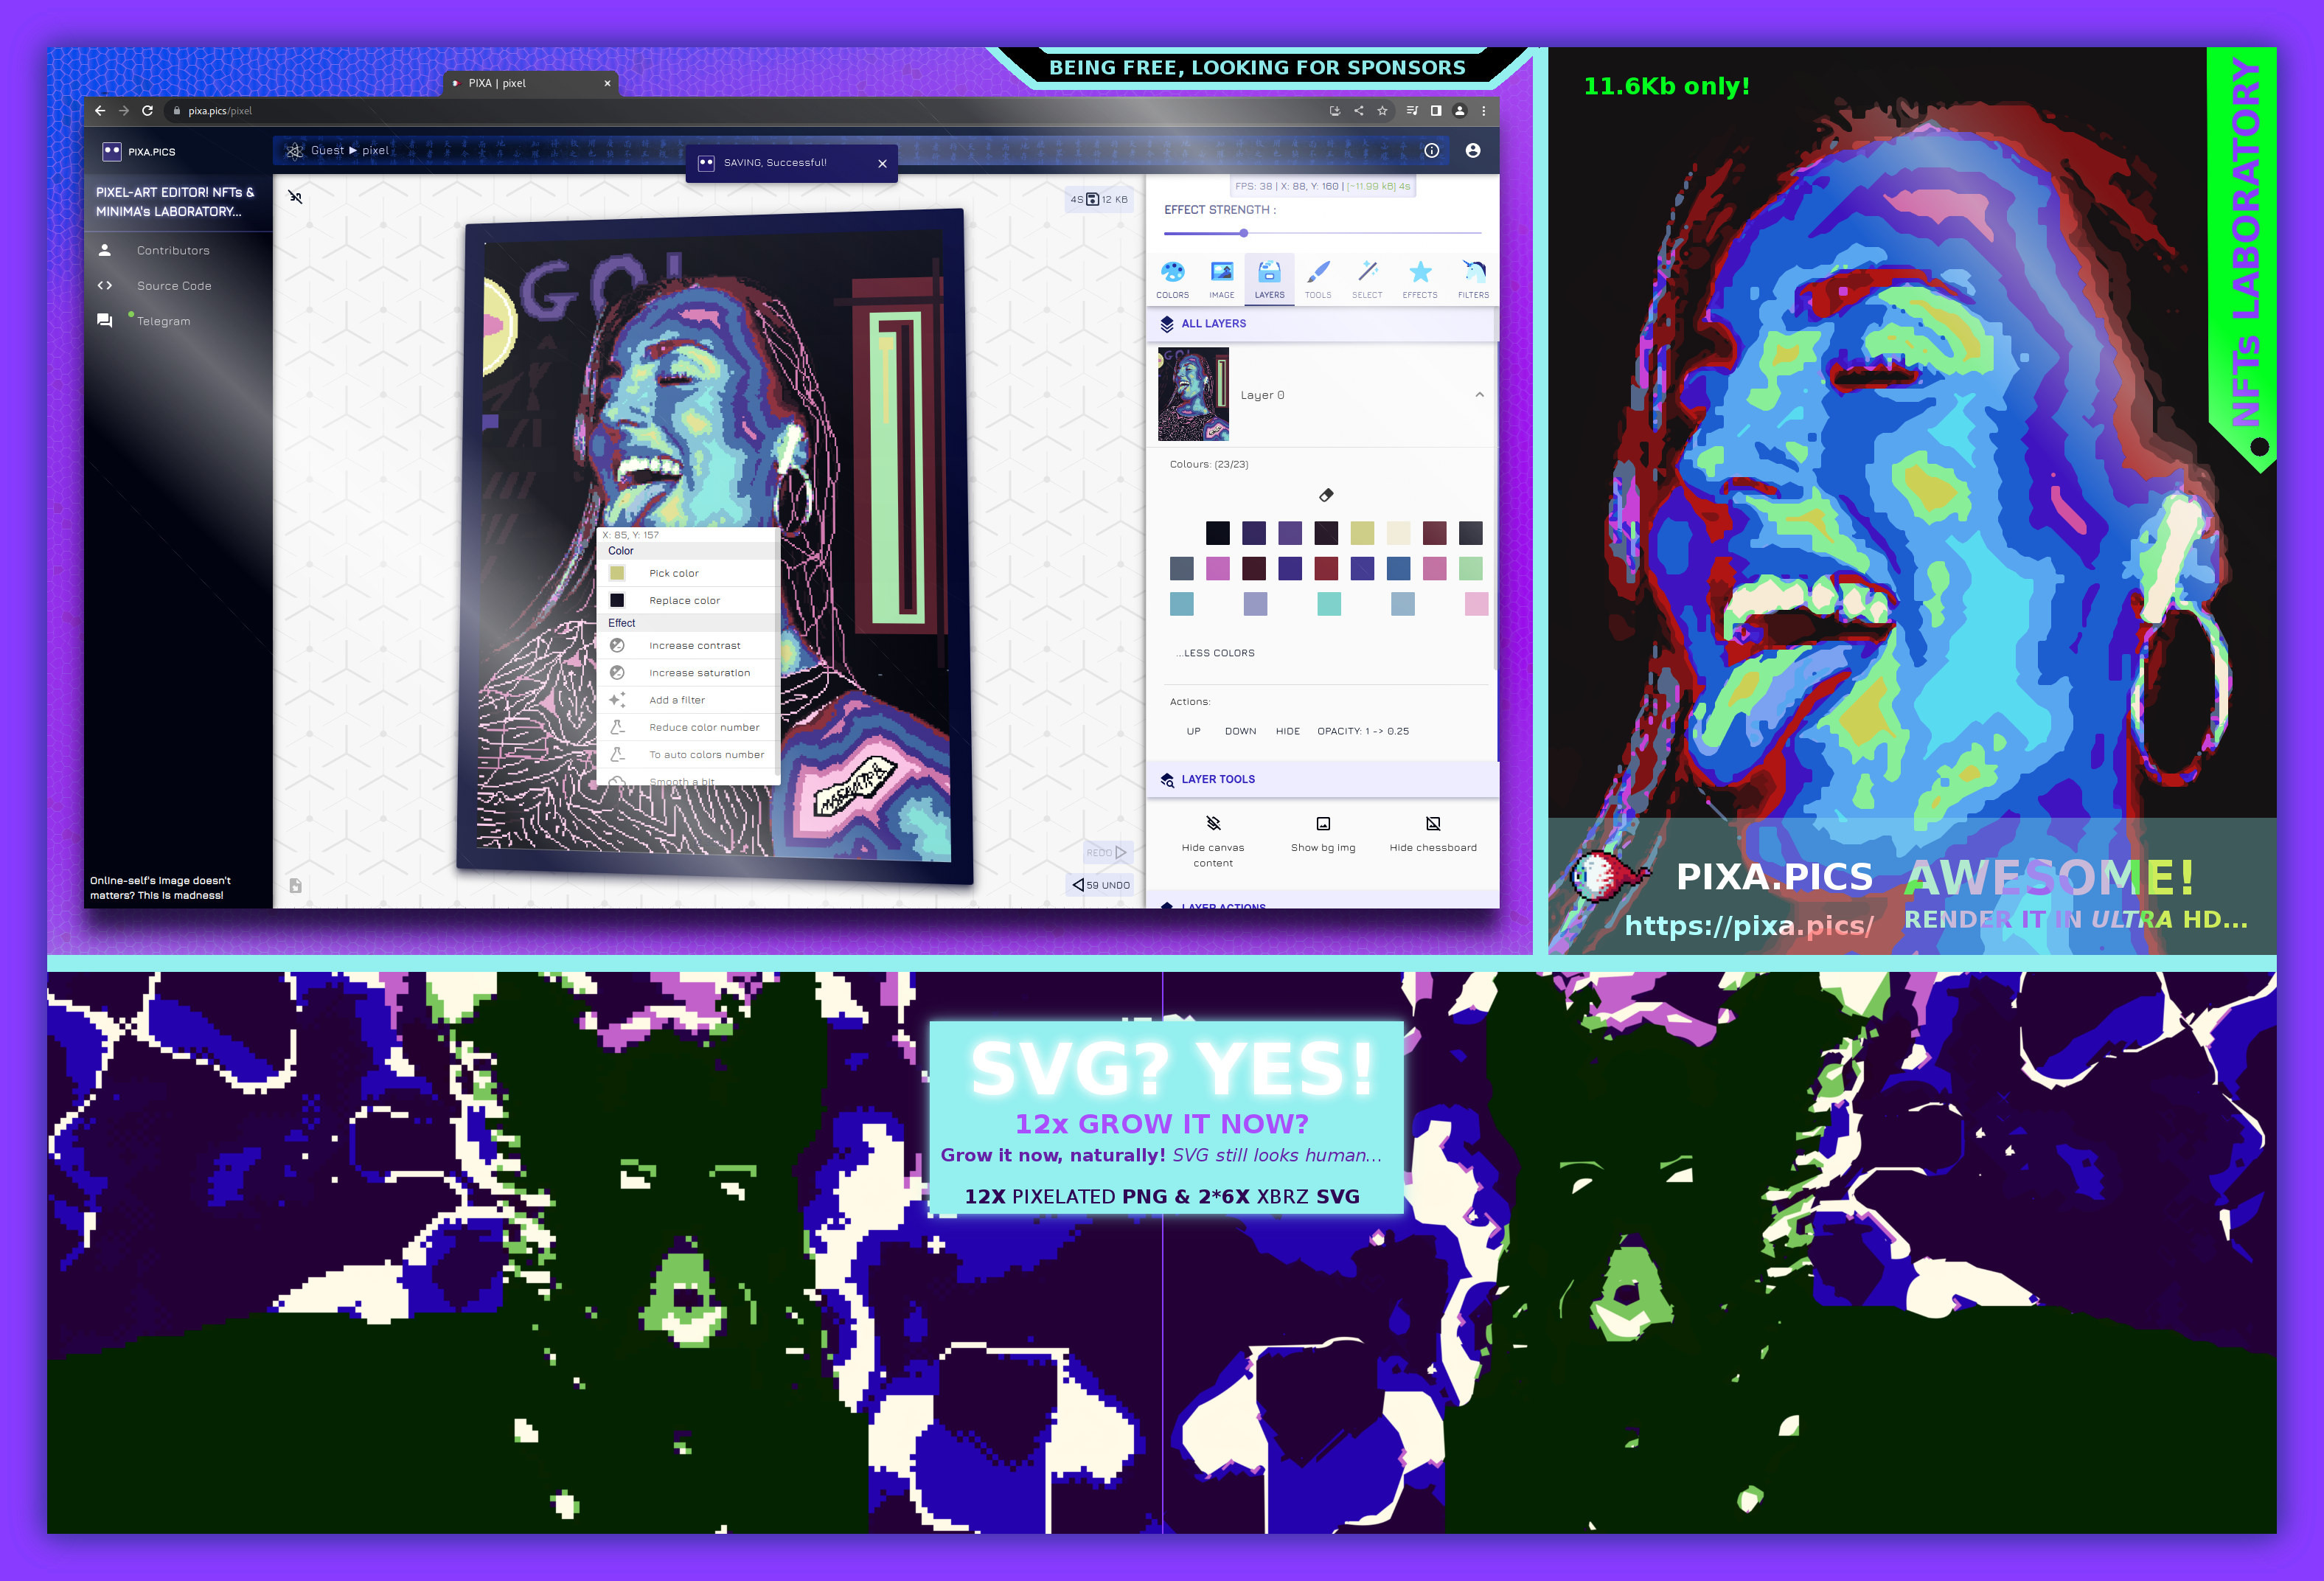 BEING FREE, LOOKING FOR SPONSORS
PIXA | pixel
pixa.pics/pixel
PIXA.PICS
Guest ► pixel
SAVING, Successful!
PIXEL-ART EDITOR! NFTs &
MINIMA's LABORATORY...
Contributors
Source Code
Telegram
Online-self's image doesn't
matters? This is madness!
4S 12 KB
GO!
X: 85, Y: 157
Color
Pick color
Replace color
Effect
Increase contrast
Increase saturation
Add a filter
Reduce color number
To auto colors number
Smooth a bit
REDO
59 UNDO
FPS: 38 | X: 88, Y: 160 | [~11.99 kB] 4s
EFFECT STRENGTH :
COLORS
IMAGE
LAYERS
TOOLS
SELECT
EFFECTS
FILTERS
ALL LAYERS
Layer 0
Colours: (23/23)
...LESS COLORS
Actions:
UP
DOWN
HIDE
OPACITY: 1 -> 0.25
LAYER TOOLS
Hide canvas
content
Show bg img
Hide chessboard
LAYER ACTIONS
11.6Kb only!
NFTs LABORATORY
PIXA.PICS
https://pixa.pics/
AWESOME!
RENDER IT IN ULTRA HD...
SVG? YES!
12x GROW IT NOW?
Grow it now, naturally! SVG still looks human...
12X PIXELATED PNG & 2*6X XBRZ SVG